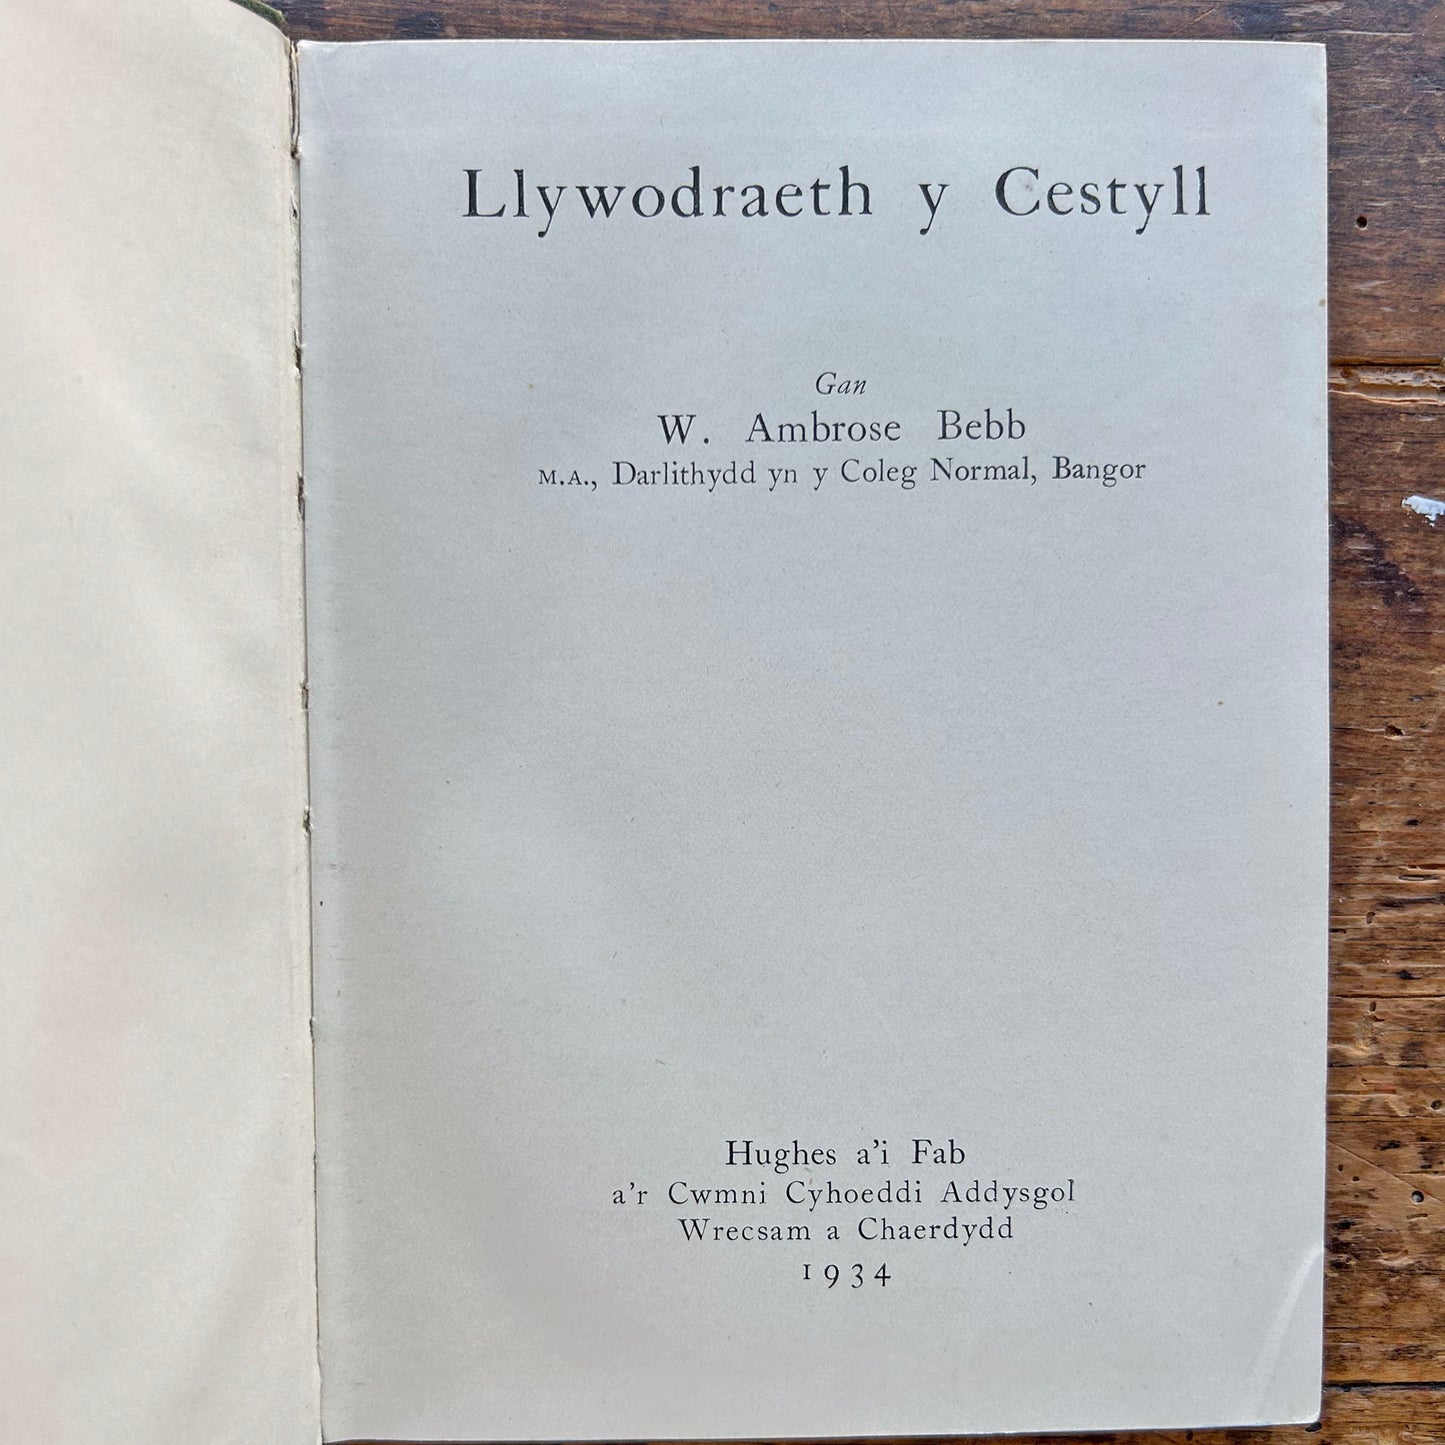 Llywodraeth y Cestyll
Gan
W. Ambrose Bebb
M.A., Darlithydd yn y Coleg Normal, Bangor
Hughes a'i Fab
a'r Cwmni Cyhoeddi Addysgol
Wrecsam a Chaerdydd
1934